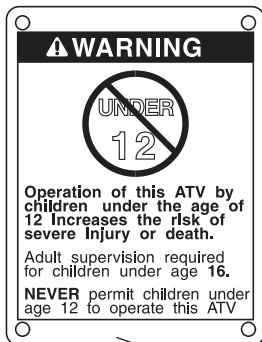 WARNING
UNDER
12
Operation of this ATV by
children under the age of
12 Increases the risk of
severe Injury or death.
Adult supervision required
for children under age 16.
NEVER permit children under
age 12 to operate this ATV